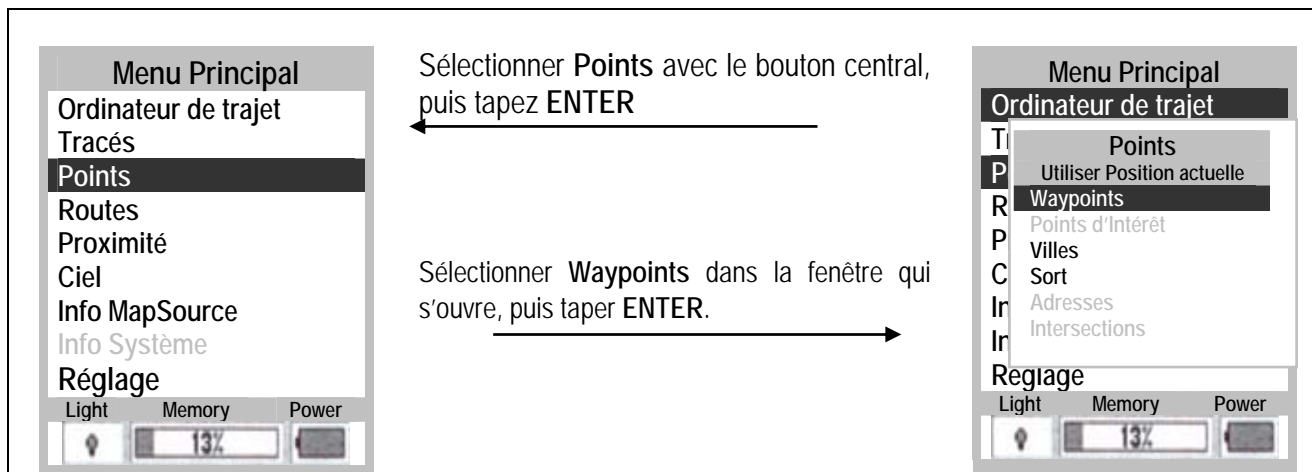 Menu Principal
Ordinateur de trajet
Tracés
Points
Routes
Proximité
Ciel
Info MapSource
Info Système
Réglage
Light Memory Power
13%
Sélectionner Points avec le bouton central,
puis tapez ENTER
Sélectionner Waypoints dans la fenêtre qui
s'ouvre, puis taper ENTER.
Menu Principal
Ordinateur de trajet
Points
Utiliser Position actuelle
Waypoints
Points d'Intérêt
Villes
Sort
Adresses
Intersections
Réglage
Light Memory Power
13%